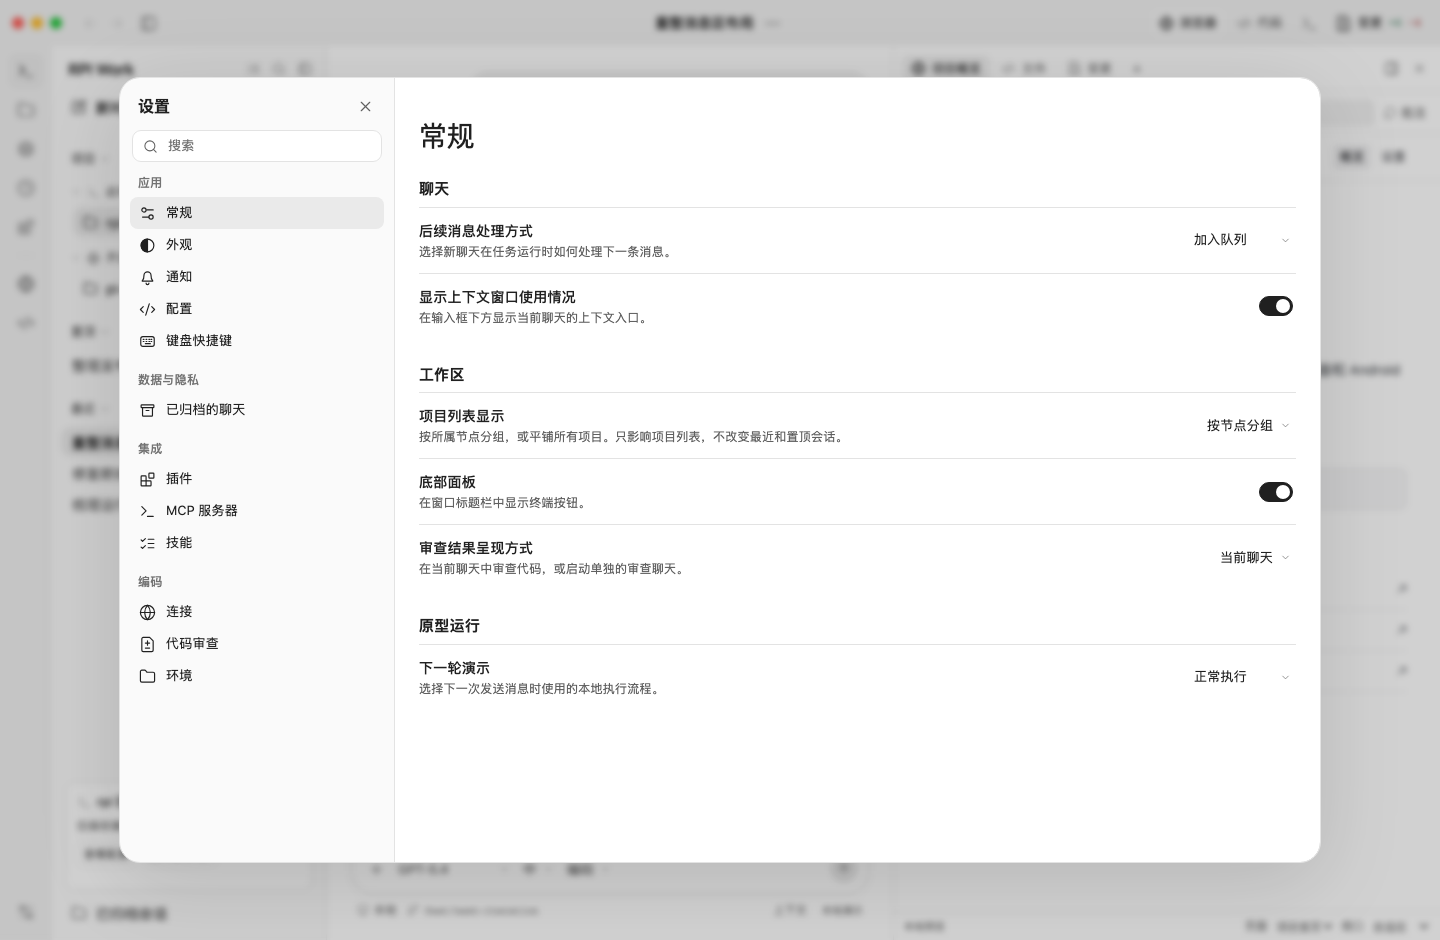 RPI Work
设置
搜索
应用
常规
外观
通知
配置
键盘快捷键
数据与隐私
已归档的聊天
集成
插件
MCP 服务器
技能
编码
连接
代码审查
环境
常规
聊天
后续消息处理方式
选择新聊天在任务运行时如何处理下一条消息。
加入队列
显示上下文窗口使用情况
在输入框下方显示当前聊天的上下文入口。
工作区
项目列表显示
按所属节点分组，或平铺所有项目。只影响项目列表，不改变最近和置顶会话。
按节点分组
底部面板
在窗口标题栏中显示终端按钮。
审查结果呈现方式
在当前聊天中审查代码，或启动单独的审查聊天。
当前聊天
原型运行
下一轮演示
选择下一次发送消息时使用的本地执行流程。
正常执行
Android